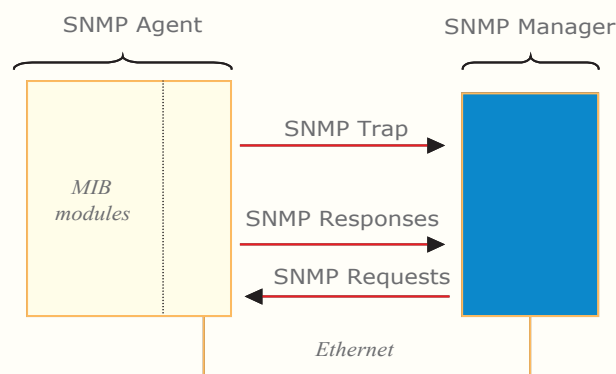 SNMP Agent
SNMP Manager
SNMP Trap
MIB
modules
SNMP Responses
SNMP Requests
Ethernet